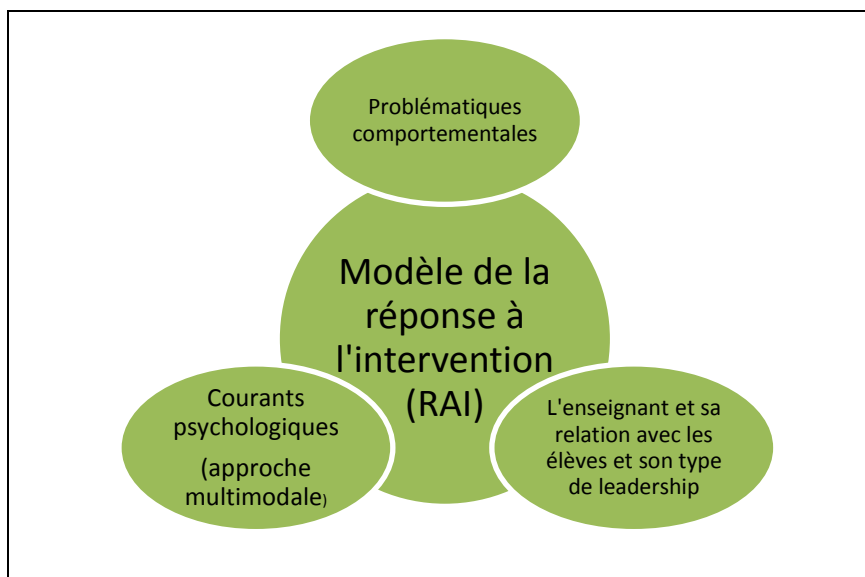 Problématiques
comportementales
Modèle de la
réponse à
l'intervention
(RAI)
Courants
psychologiques
(approche
multimodale)
L'enseignant et sa
relation avec les
élèves et son type
de leadership